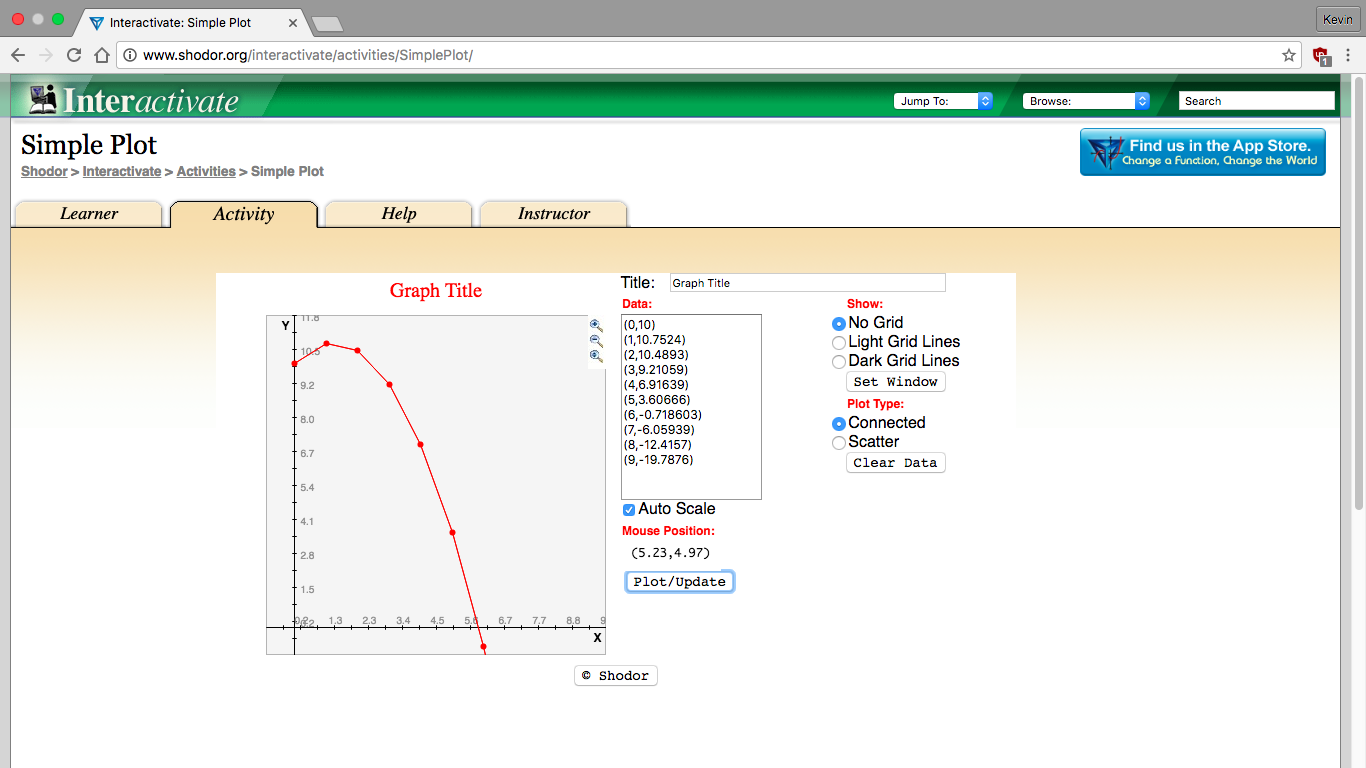 Interactivate: Simple Plot
Kevin
www.shodor.org/interactivate/activities/SimplePlot/
1
Interactivate
Jump To:
Browse:
Search
Simple Plot
Find us in the App Store.
Change a Function, Change the World
Shodor > Interactivate > Activities > Simple Plot
Learner
Activity
Help
Instructor
Graph Title
Y
11.8
10.5
9.2
8.0
6.7
5.4
4.1
2.8
1.5
0.2 1.3 2.3 3.4 4.5 5.6 6.7 7.7 8.8 9
X
Title: Graph Title
Data:
(0,10)
(1,10.7524)
(2,10.4893)
(3,9.21059)
(4,6.91639)
(5,3.60666)
(6,-0.718603)
(7,-6.05939)
(8,-12.4157)
(9,-19.7876)
Auto Scale
Mouse Position:
(5.23,4.97)
Plot/Update
Show:
No Grid
Light Grid Lines
Dark Grid Lines
Set Window
Plot Type:
Connected
Scatter
Clear Data
© Shodor